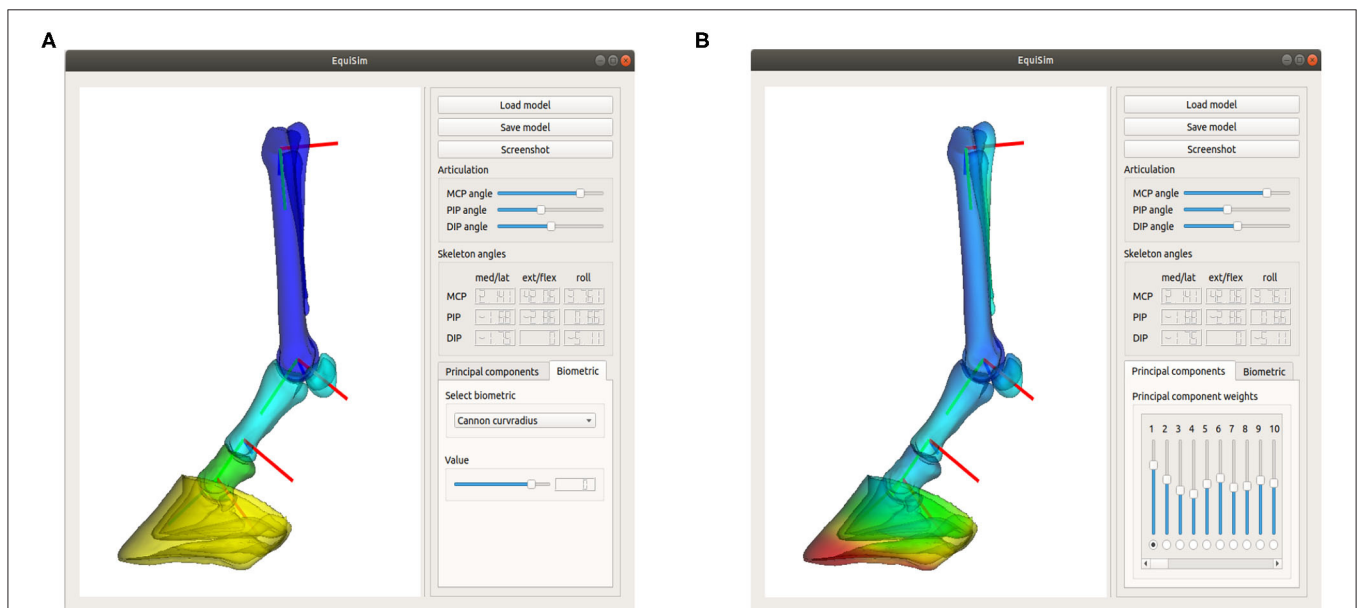 A
EquiSim
Load model
Save model
Screenshot
Articulation
MCP angle
PIP angle
DIP angle
Skeleton angles
med/lat ext/flex roll
MCP
PIP
DIP
Principal components Biometric
Select biometric
Cannon curvradius
Value
0
B
EquiSim
Load model
Save model
Screenshot
Articulation
MCP angle
PIP angle
DIP angle
Skeleton angles
med/lat ext/flex roll
MCP
PIP
DIP
Principal components Biometric
Principal component weights
1 2 3 4 5 6 7 8 9 10